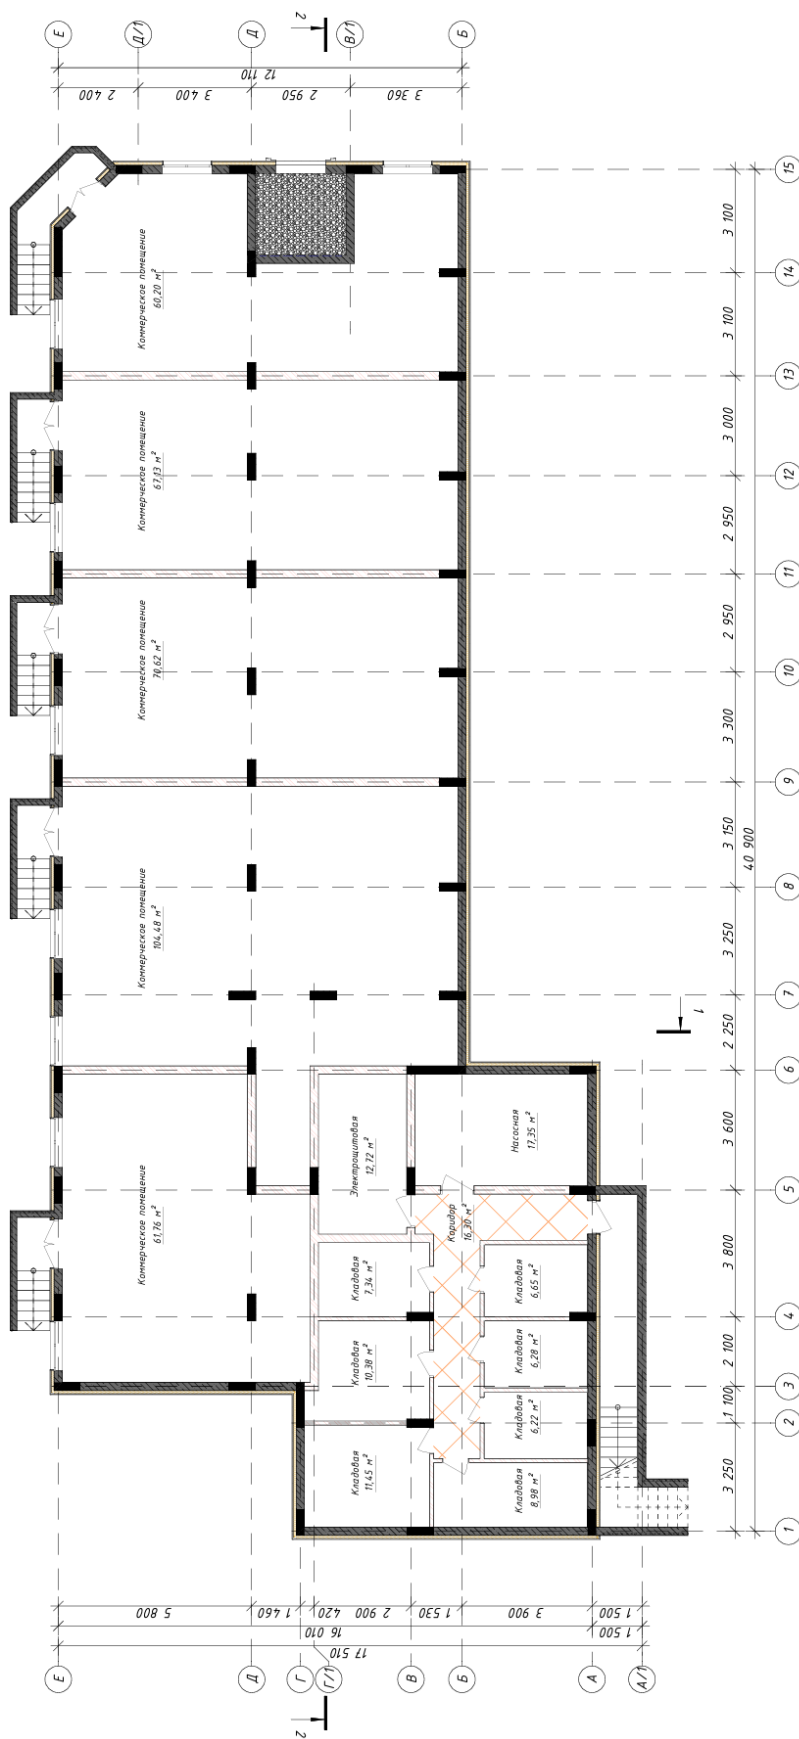 Е
Д/1
Д
В/1
Б
2
12 110
2 400
3 400
2 950
3 360
Коммерческое помещение
60,20 м²
Коммерческое помещение
67,13 м²
Коммерческое помещение
70,62 м²
Коммерческое помещение
104,48 м²
Коммерческое помещение
61,76 м²
Электрощитовая
12,72 м²
Насосная
17,35 м²
Коридор
16,30 м²
Кладовая
7,34 м²
Кладовая
6,65 м²
Кладовая
10,38 м²
Кладовая
6,28 м²
Кладовая
6,22 м²
Кладовая
11,45 м²
Кладовая
8,98 м²
1
15
3 100
14
3 100
13
3 000
12
2 950
11
2 950
10
3 300
9
3 150
40 900
8
3 250
7
2 250
6
3 600
5
3 800
4
2 100
3
1 100
2
3 250
1
5 800
1 460
420
2 900
1 530
3 900
1 500
16 010
1 500
17 510
Е
Д
Г
Г/1
В
Б
А
А/1
2